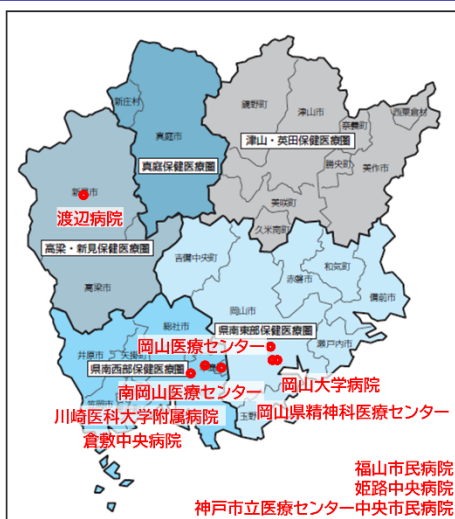 新庄村
真庭市
真庭保健医療圏
鏡野町
津山市
奈義町
西粟倉村
津山・英田保健医療圏
勝央町
美作市
美咲町
久米南町
新見市
渡辺病院
高梁・新見保健医療圏
高梁市
吉備中央町
和気町
赤磐市
備前市
岡山市
瀬戸内市
県南東部保健医療圏
総社市
岡山医療センター
井原市
矢掛町
県南西部保健医療圏
南岡山医療センター
岡山大学病院
川崎医科大学附属病院
岡山県精神科医療センター
玉野
倉敷中央病院
福山市民病院
姫路中央病院
神戸市立医療センター中央市民病院